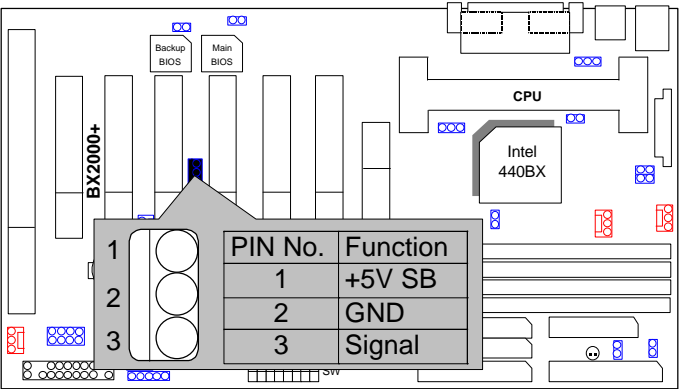 Backup
BIOS
Main
BIOS
CPU
BX2000+
Intel
440BX
PIN No. Function
1 1 +5V SB
2 2 GND
3 3 Signal
SW